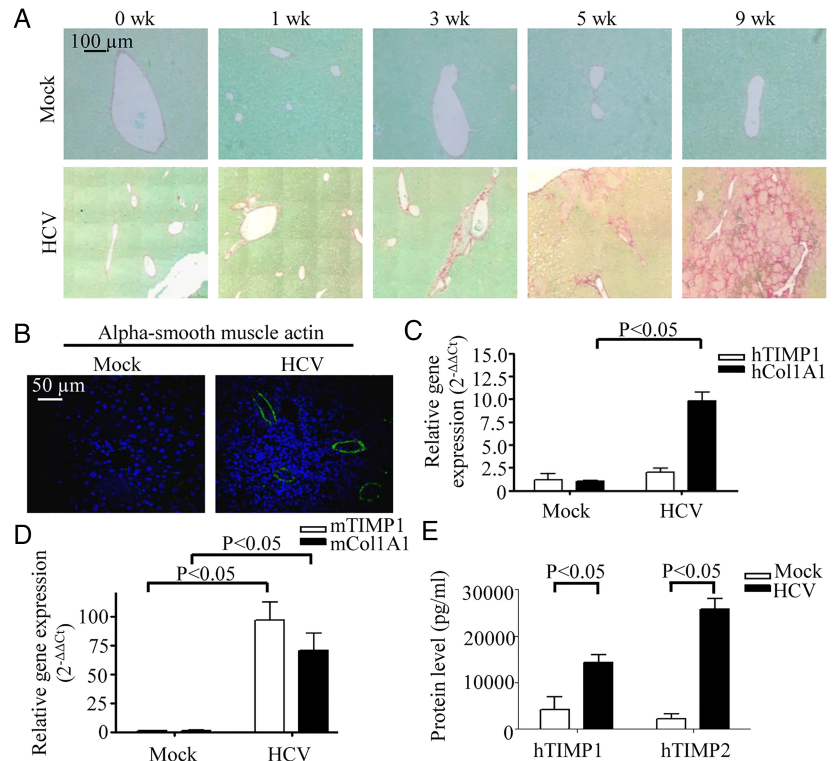 A
0 wk 1 wk 3 wk 5 wk 9 wk
100 µm
Mock
HCV
B
Alpha-smooth muscle actin
Mock HCV
50 µm
C
P<0.05
hTIMP1
hCol1A1
Relative gene
expression (2-ΔΔCt)
15.0
12.5
10.0
7.5
5.0
2.5
0
Mock HCV
D
mTIMP1
mCol1A1
P<0.05
P<0.05
Relative gene expression
(2-ΔΔCt)
100
75
50
25
0
Mock HCV
E
Mock
HCV
P<0.05 P<0.05
Protein level (pg/ml)
30000
20000
10000
0
hTIMP1 hTIMP2